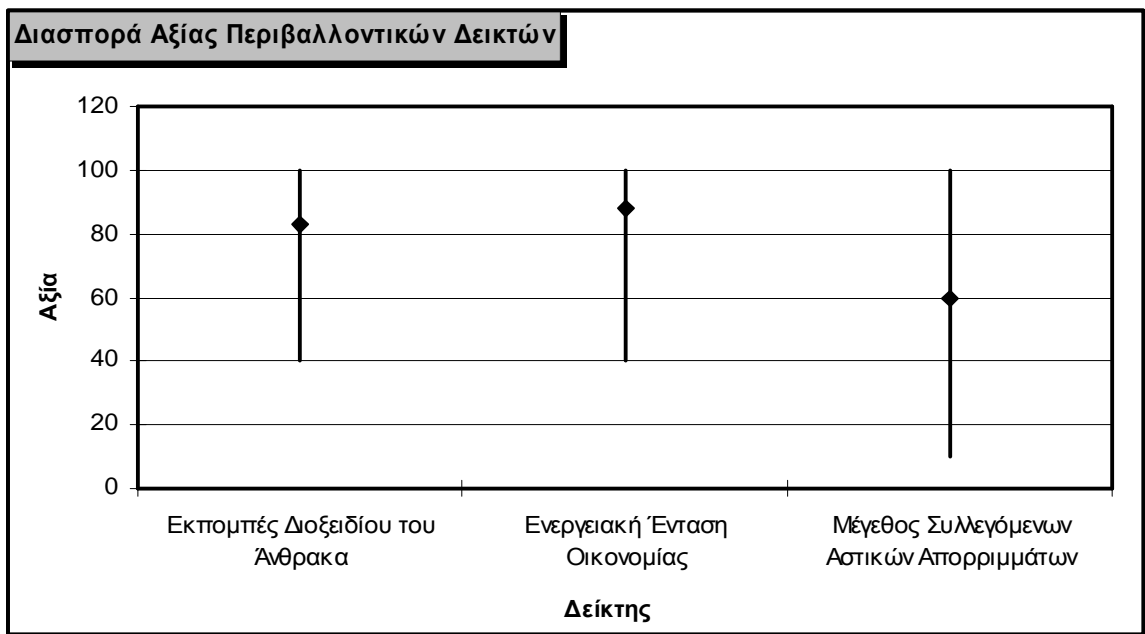 Διασπορά Αξίας Περιβαλλοντικών Δεικτών
120
100
80
60
40
20
0
Αξία
Εκπομπές Διοξειδίου του
Άνθρακα
Ενεργειακή Ένταση
Οικονομίας
Μέγεθος Συλλεγόμενων
Αστικών Απορριμμάτων
Δείκτης